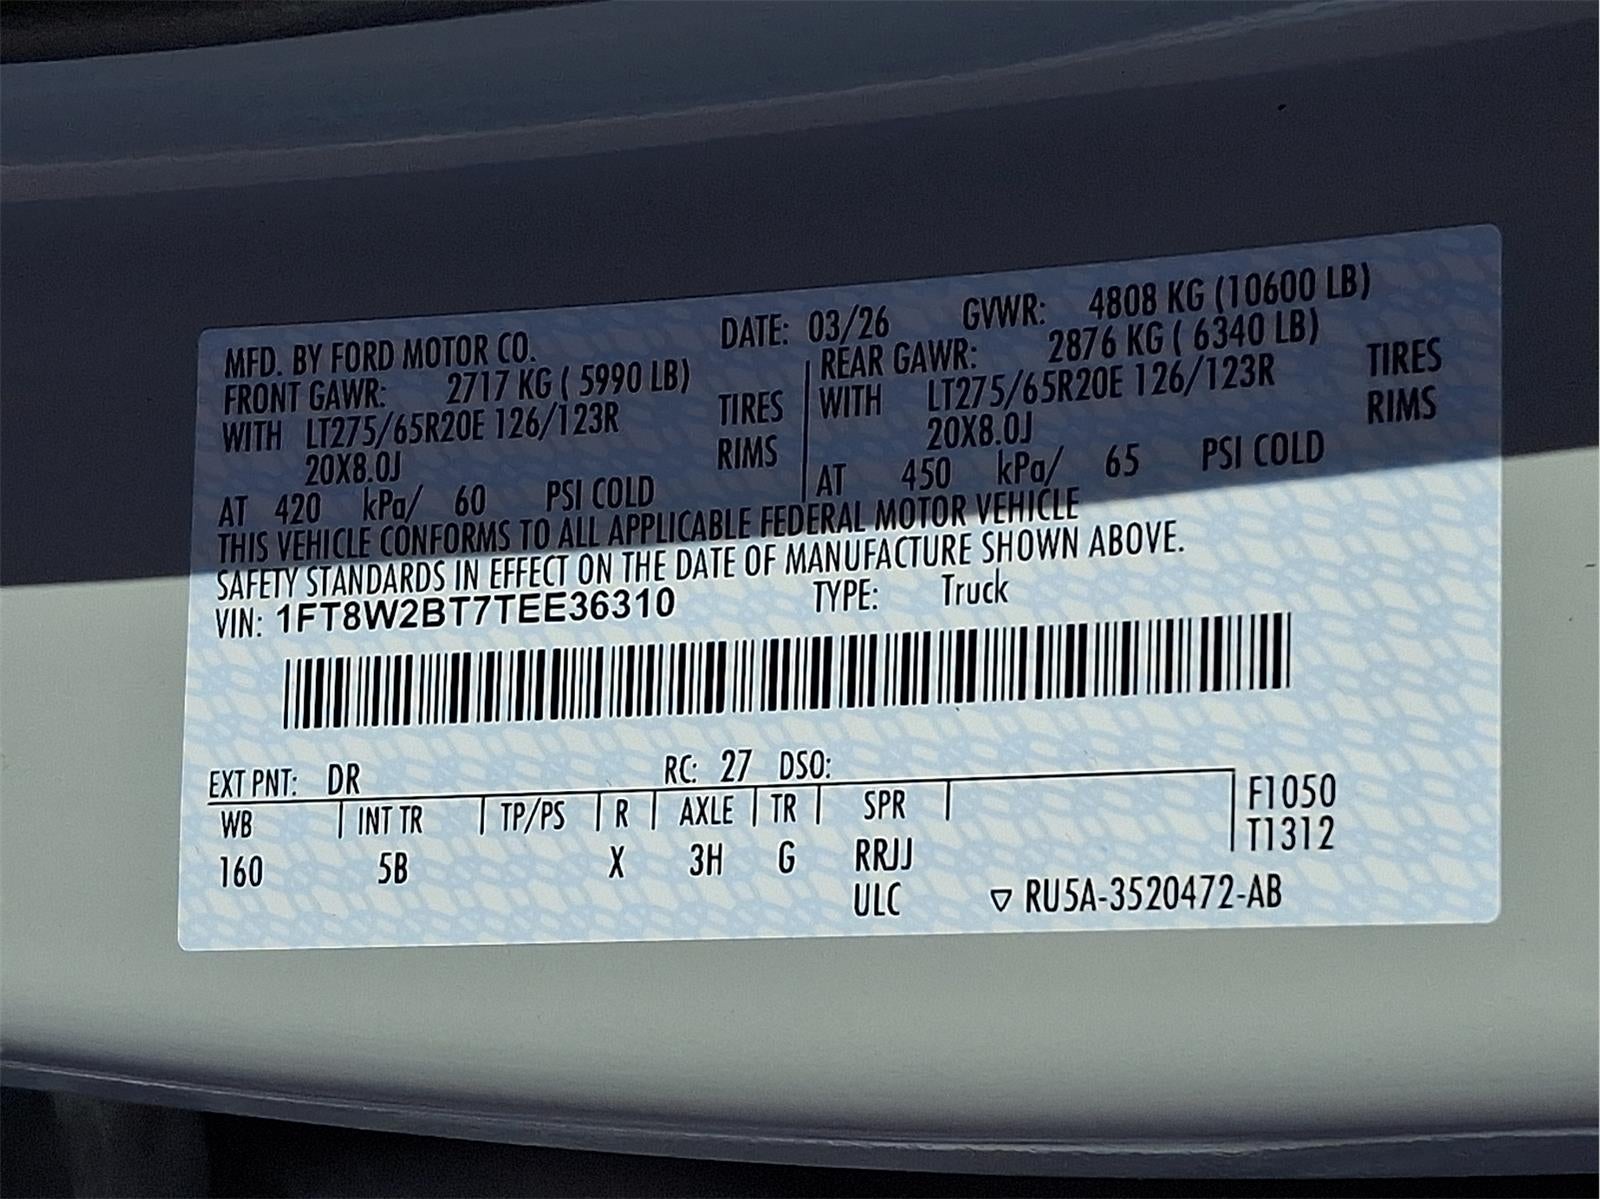 MFD. BY FORD MOTOR CO. DATE: 03/26 GVWR: 4808 KG (10600 LB)
FRONT GAWR: 2717 KG ( 5990 LB)
WITH LT275/65R20E 126/123R TIRES
20X8.0J RIMS
AT 420 kPa/ 60 PSI COLD
REAR GAWR: 2876 KG ( 6340 LB)
WITH LT275/65R20E 126/123R TIRES
20X8.0J RIMS
AT 450 kPa/ 65 PSI COLD
THIS VEHICLE CONFORMS TO ALL APPLICABLE FEDERAL MOTOR VEHICLE
SAFETY STANDARDS IN EFFECT ON THE DATE OF MANUFACTURE SHOWN ABOVE.
VIN: 1FT8W2BT7TEE36310 TYPE: Truck
EXT PNT: DR RC: 27 DSO:
WB INT TR TP/PS R AXLE TR SPR
160 5B X 3H G RRJJ
ULC
F1050
T1312
▽ RU5A-3520472-AB